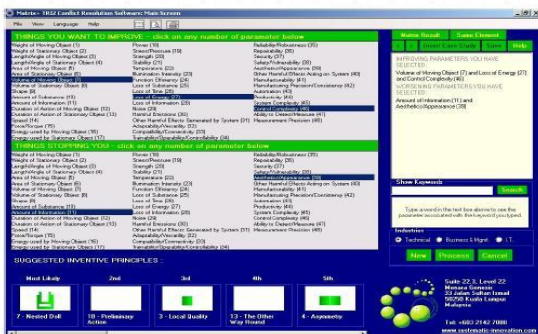 Matrix+ TRIZ Conflict Resolution Software: Main Screen
File View Language Help
THINGS YOU WANT TO IMPROVE - click on any number of parameter below
Weight of Moving Object (1)
Weight of Stationary Object (2)
Length/Angle of Moving Object (3)
Length/Angle of Stationary Object (4)
Area of Moving Object (5)
Area of Stationary Object (6)
Volume of Moving Object (7)
Volume of Stationary Object (8)
Shape (9)
Amount of Substance (10)
Amount of Information (11)
Duration of Action of Moving Object (12)
Duration of Action of Stationary Object (13)
Speed (14)
Force/Torque (15)
Energy used by Moving Object (16)
Energy used by Stationary Object (17)
Power (18)
Stress/Pressure (19)
Strength (20)
Stability (21)
Temperature (22)
Illumination Intensity (23)
Function Efficiency (24)
Loss of Substance (25)
Loss of Time (26)
Loss of Energy (27)
Loss of Information (28)
Noise (29)
Harmful Emissions (30)
Other Harmful Effects Generated by System (31)
Adaptability/Versatility (32)
Compatibility/Connectivity (33)
Trainability/Operability/Controllability (34)
Reliability/Robustness (35)
Repairability (36)
Security (37)
Safety/Vulnerability (38)
Aesthetics/Appearance (39)
Other Harmful Effects Acting on System (40)
Manufacturability (41)
Manufacturing Precision/Consistency (42)
Automation (43)
Productivity (44)
System Complexity (45)
Control Complexity (46)
Ability to Detect/Measure (47)
Measurement Precision (48)
THINGS STOPPING YOU - click on any number of parameter below
Weight of Moving Object (1)
Weight of Stationary Object (2)
Length/Angle of Moving Object (3)
Length/Angle of Stationary Object (4)
Area of Moving Object (5)
Area of Stationary Object (6)
Volume of Moving Object (7)
Volume of Stationary Object (8)
Shape (9)
Amount of Substance (10)
Amount of Information (11)
Duration of Action of Moving Object (12)
Duration of Action of Stationary Object (13)
Speed (14)
Force/Torque (15)
Energy used by Moving Object (16)
Energy used by Stationary Object (17)
Power (18)
Stress/Pressure (19)
Strength (20)
Stability (21)
Temperature (22)
Illumination Intensity (23)
Function Efficiency (24)
Loss of Substance (25)
Loss of Time (26)
Loss of Energy (27)
Loss of Information (28)
Noise (29)
Harmful Emissions (30)
Other Harmful Effects Generated by System (31)
Adaptability/Versatility (32)
Compatibility/Connectivity (33)
Trainability/Operability/Controllability (34)
Reliability/Robustness (35)
Repairability (36)
Security (37)
Safety/Vulnerability (38)
Aesthetics/Appearance (39)
Other Harmful Effects Acting on System (40)
Manufacturability (41)
Manufacturing Precision/Consistency (42)
Automation (43)
Productivity (44)
System Complexity (45)
Control Complexity (46)
Ability to Detect/Measure (47)
Measurement Precision (48)
SUGGESTED INVENTIVE PRINCIPLES :
Most Likely 2nd 3rd 4th 5th
7 - Nested Doll
10 - Preliminary Action
3 - Local Quality
13 - The Other Way Round
4 - Asymmetry
Matrix Result Same Element
< > Insert Case Study Save Help
IMPROVING PARAMETERS YOU HAVE
SELECTED
Volume of Moving Object (7) and Loss of Energy (27)
and Control Complexity (46)
WORSENING PARAMETERS YOU HAVE
SELECTED
Amount of Information (11) and
Aesthetics/Appearance (39)
Show Keywords
Search
Type a word in the text box above to see the
parameter associated with the keyword you typed.
Industries
Technical Business & Mgmt. I.T.
New Process Cancel
Suite 22.3, Level 22
Menara Genesis
33 Jalan Sultan Ismail
50250 Kuala Lumpur
Malaysia
Tel: +603 2142 7080
www.systematic-innovation.com